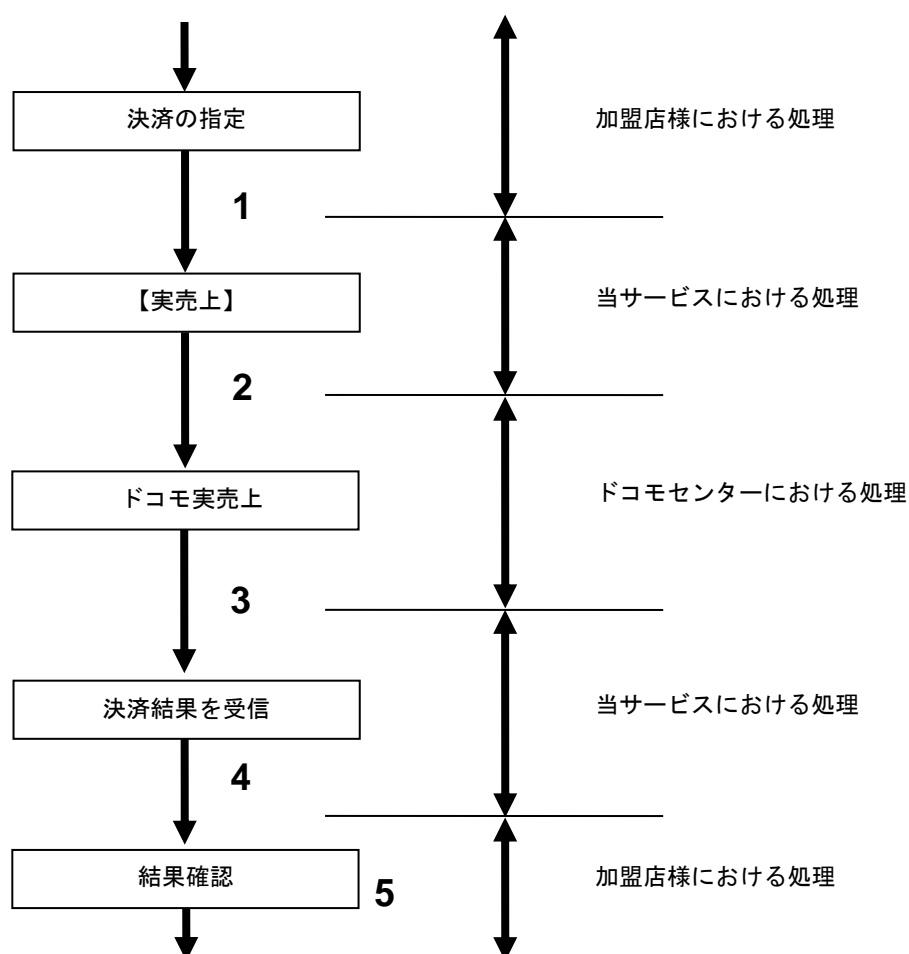 決済の指定
加盟店様における処理
1
【実売上】
当サービスにおける処理
2
ドコモ実売上
ドコモセンターにおける処理
3
決済結果を受信
当サービスにおける処理
4
結果確認
5
加盟店様における処理